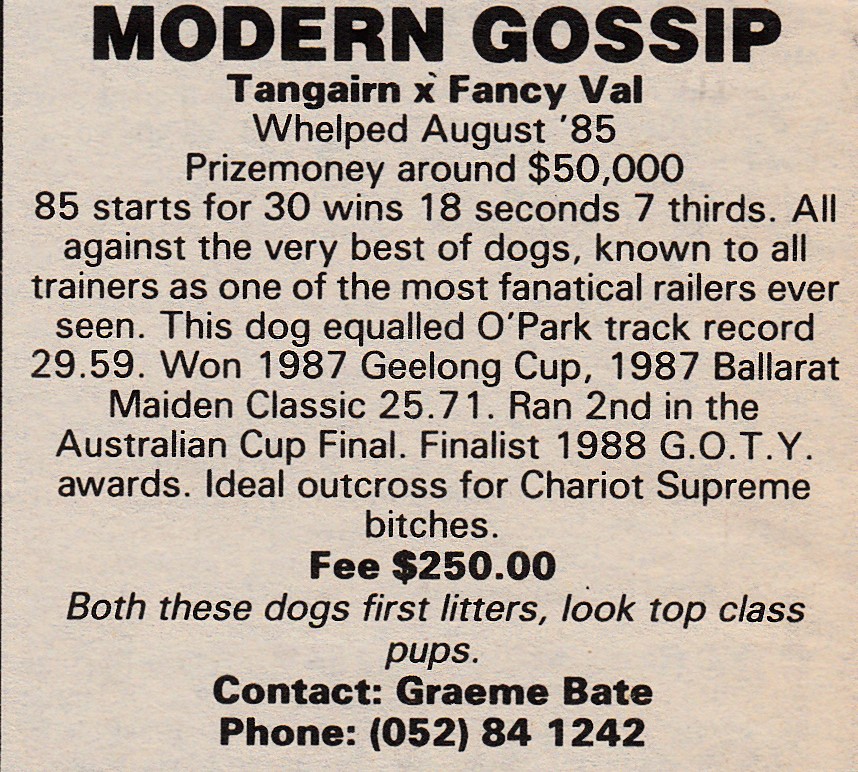 MODERN GOSSIP
Tangairn x Fancy Val
Whelped August '85
Prizemoney around $50,000
85 starts for 30 wins 18 seconds 7 thirds. All
against the very best of dogs, known to all
trainers as one of the most fanatical railers ever
seen. This dog equalled O'Park track record
29.59. Won 1987 Geelong Cup, 1987 Ballarat
Maiden Classic 25.71. Ran 2nd in the
Australian Cup Final. Finalist 1988 G.O.T.Y.
awards. Ideal outcross for Chariot Supreme
bitches.
Fee $250.00
Both these dogs first litters, look top class
pups.
Contact: Graeme Bate
Phone: (052) 84 1242